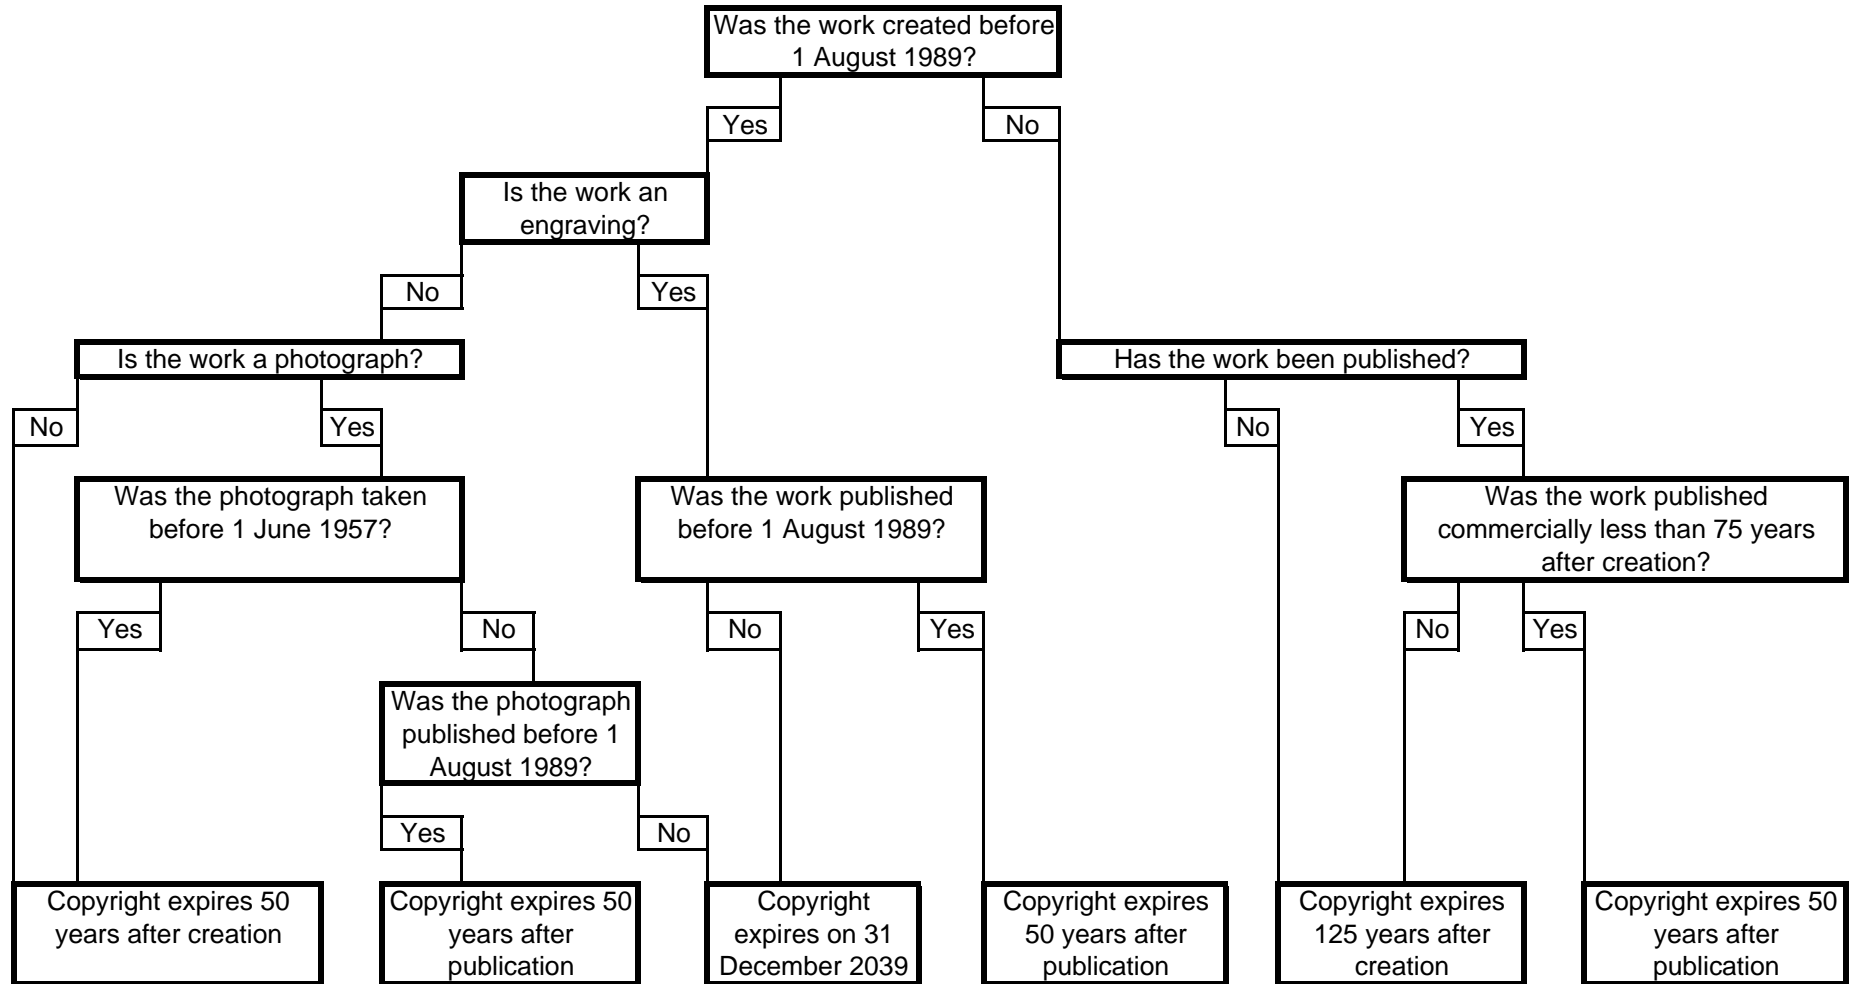 Was the work created before
1 August 1989?
Yes
No
Is the work an
engraving?
No
Yes
Is the work a photograph?
Has the work been published?
No
Yes
No
Yes
Was the photograph taken
before 1 June 1957?
Was the work published
before 1 August 1989?
Was the work published
commercially less than 75 years
after creation?
Yes
No
No
Yes
No
Yes
Was the photograph
published before 1
August 1989?
Yes
No
Copyright expires 50
years after creation
Copyright expires 50
years after
publication
Copyright
expires on 31
December 2039
Copyright expires
50 years after
publication
Copyright expires
125 years after
creation
Copyright expires 50
years after
publication